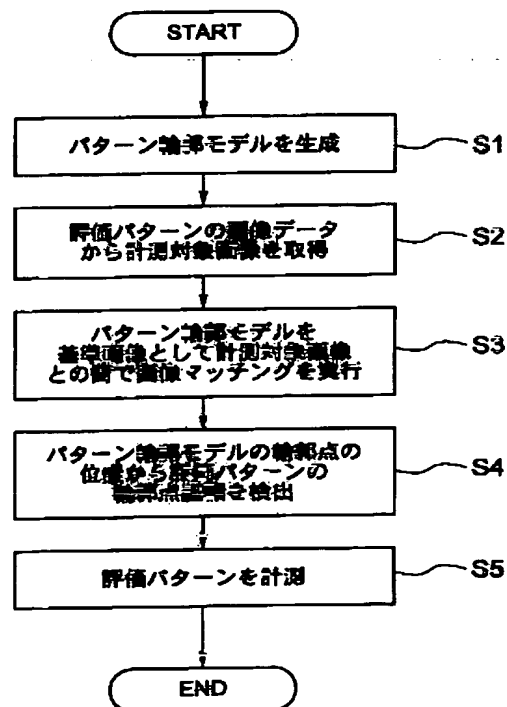 START
パターン輪郭モデルを生成
S1
評価パターンの画像データ
から計測対象画像を取得
S2
パターン輪郭モデルを
基準画像として計測対象画像
との間で画像マッチングを実行
S3
パターン輪郭モデルの輪郭点の
位置から評価パターンの
輪郭点を検出
S4
評価パターンを計測
S5
END